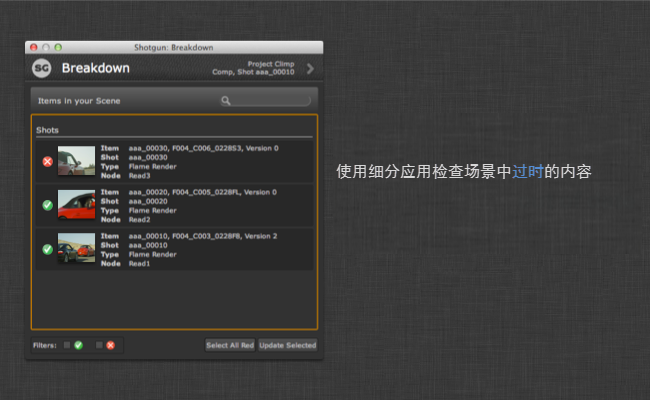 Shotgun: Breakdown
SG
Breakdown
Project Climp
Comp, Shot aaa_00010
Items in your Scene
Shots
Item aaa_00030, F004_C006_0228S3, Version 0
Shot aaa_00030
Type Flame Render
Node Read3
Item aaa_00020, F004_C005_0228FL, Version 0
Shot aaa_00020
Type Flame Render
Node Read2
Item aaa_00010, F004_C003_0228F8, Version 2
Shot aaa_00010
Type Flame Render
Node Read1
Filters:
Select All Red
Update Selected
使用细分应用检查场景中过时的内容